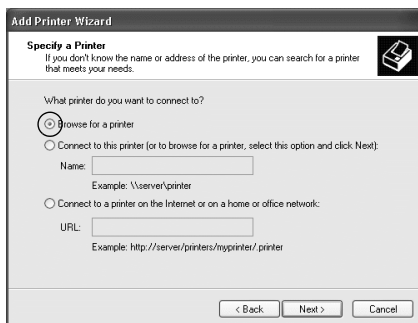 Add Printer Wizard
Specify a Printer
If you don't know the name or address of the printer, you can search for a printer
that meets your needs.
What printer do you want to connect to?
Browse for a printer
Connect to this printer (or to browse for a printer, select this option and click Next):
Name:
Example: \\server\printer
Connect to a printer on the Internet or on a home or office network:
URL:
Example: http://server/printers/myprinter/.printer
< Back
Next >
Cancel